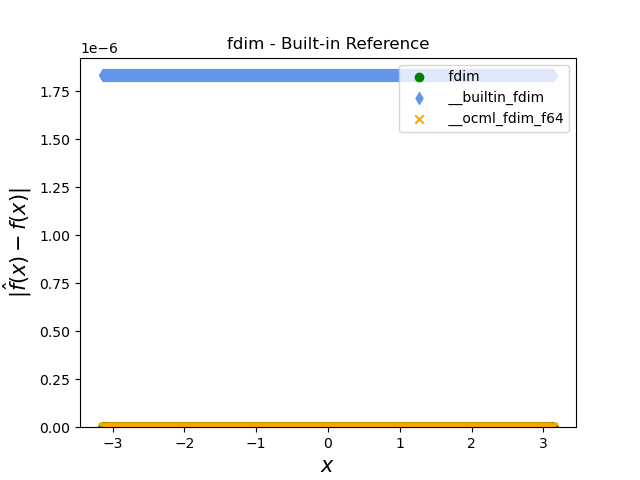 fdim - Built-in Reference
1e−6
fdim
__builtin_fdim
__ocml_fdim_f64
1.75
1.50
1.25
1.00
0.75
0.50
0.25
0.00
|f̂(x) − f(x)|
−3
−2
−1
0
1
2
3
x